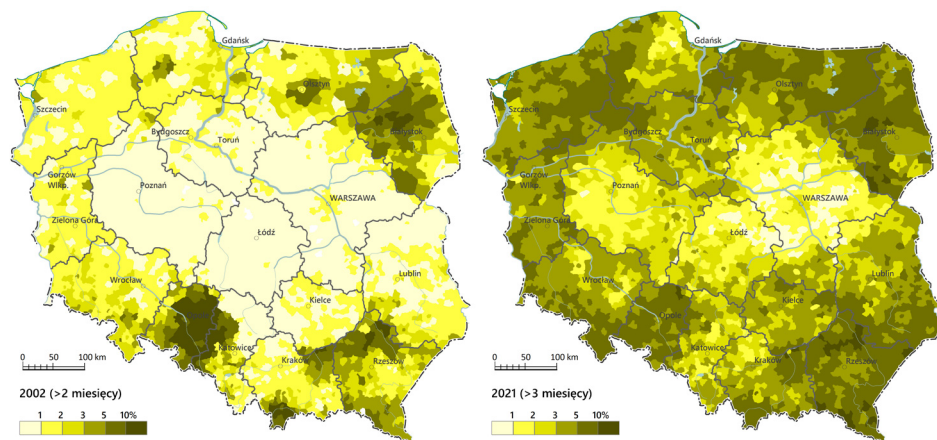 Gdańsk
Olsztyn
Szczecin
Białystok
Bydgoszcz
Toruń
Gorzów
Wlkp.
Poznań
WARSZAWA
Zielona Góra
Łódź
Wrocław
Lublin
Kielce
Opole
Katowice
Kraków
Rzeszów
0 50 100 km
2002 (>2 miesięcy)
1 2 3 5 10%
Gdańsk
Olsztyn
Szczecin
Białystok
Bydgoszcz
Toruń
Gorzów
Wlkp.
Poznań
WARSZAWA
Zielona Góra
Łódź
Wrocław
Lublin
Kielce
Opole
Katowice
Kraków
Rzeszów
0 50 100 km
2021 (>3 miesięcy)
1 2 3 5 10%